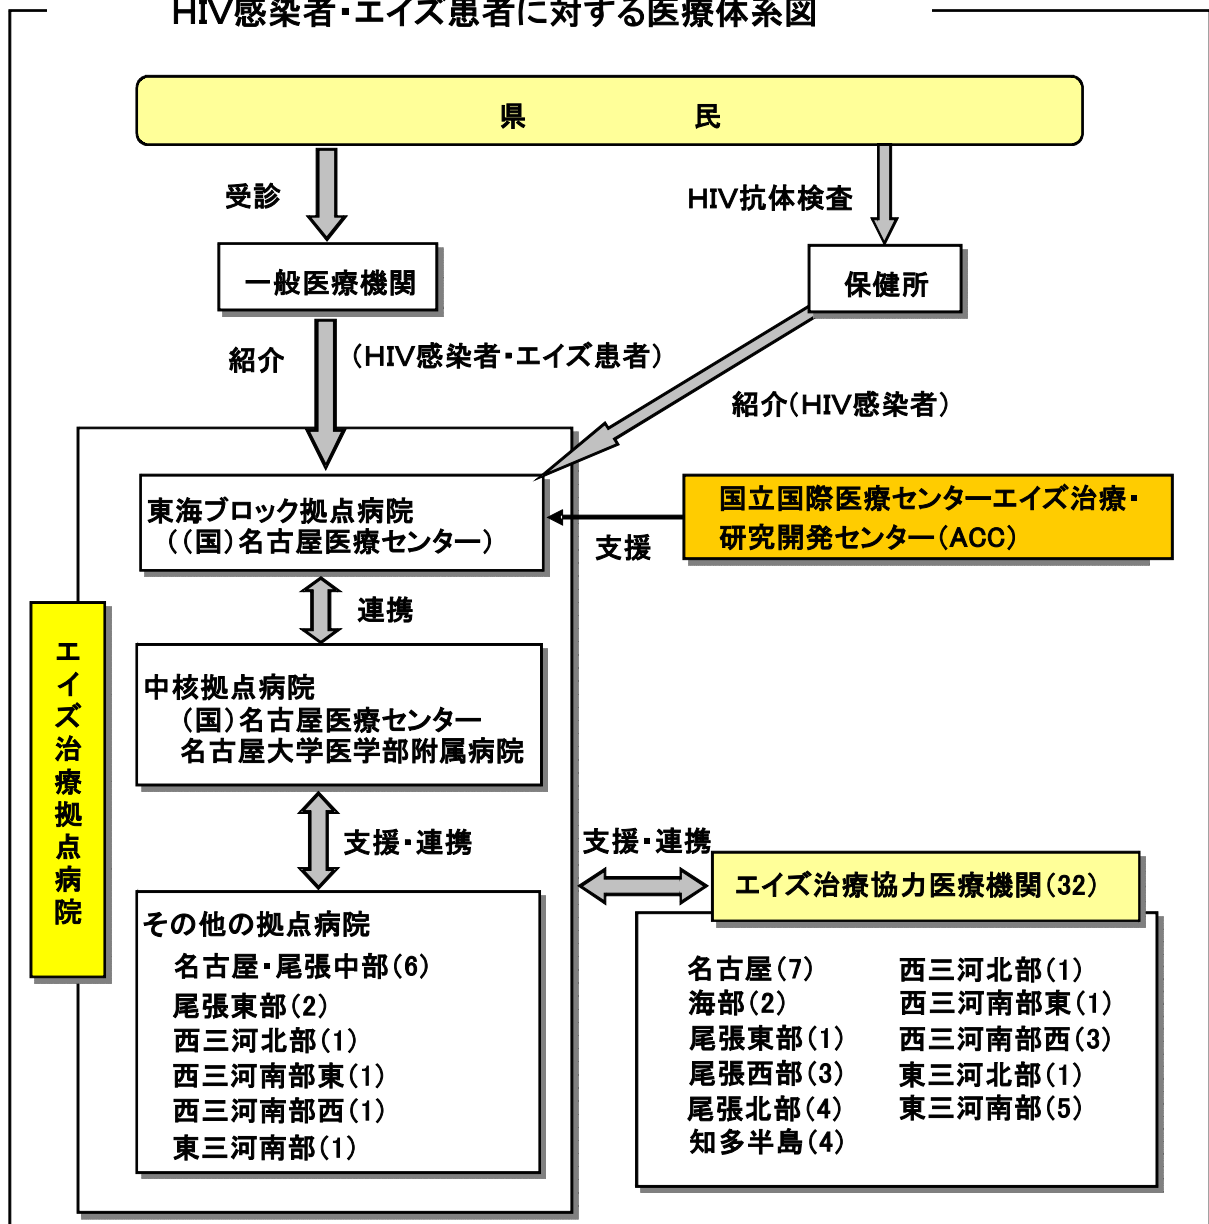 HIV感染者・エイズ患者に対する医療体系図
県　民
受診
HIV抗体検査
一般医療機関
保健所
紹介
(HIV感染者・エイズ患者)
紹介(HIV感染者)
東海ブロック拠点病院
((国)名古屋医療センター)
国立国際医療センターエイズ治療・
研究開発センター(ACC)
支援
連携
エイズ治療拠点病院
中核拠点病院
(国)名古屋医療センター
名古屋大学医学部附属病院
支援・連携
支援・連携
エイズ治療協力医療機関(32)
その他の拠点病院
名古屋・尾張中部(6)
尾張東部(2)
西三河北部(1)
西三河南部東(1)
西三河南部西(1)
東三河南部(1)
名古屋(7)
海部(2)
尾張東部(1)
尾張西部(3)
尾張北部(4)
知多半島(4)
西三河北部(1)
西三河南部東(1)
西三河南部西(3)
東三河北部(1)
東三河南部(5)